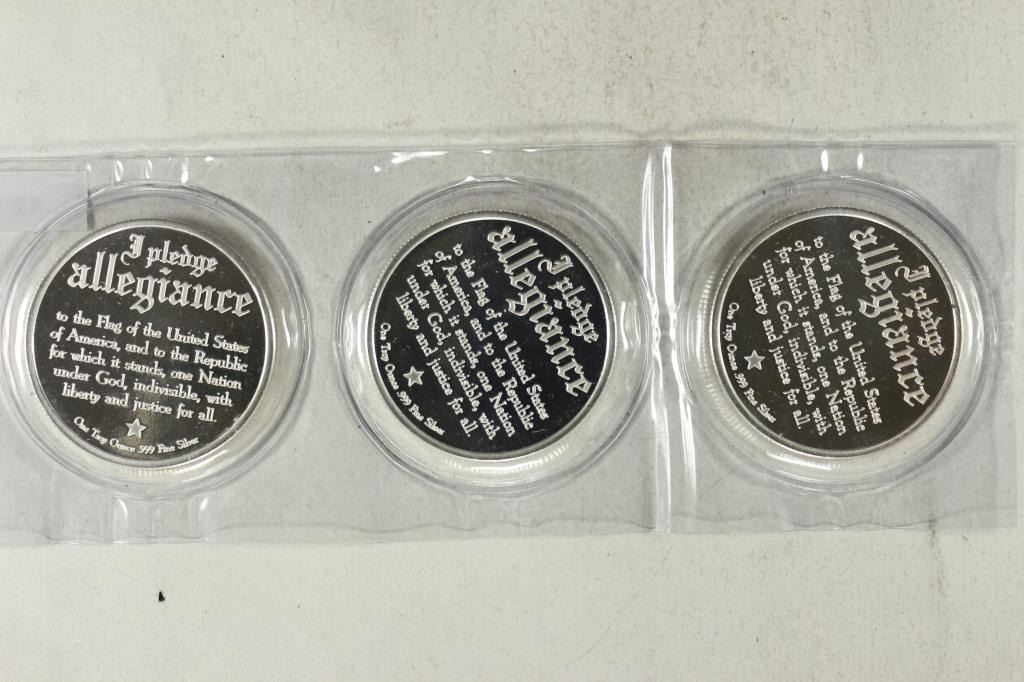 I pledge
allegiance
to the Flag of the United States
of America, and to the Republic
for which it stands, one Nation
under God, indivisible, with
liberty and justice for all.
One Troy Ounce .999 Fine Silver
I pledge
allegiance
to the Flag of the United States
of America, and to the Republic
for which it stands, one Nation
under God, indivisible, with
liberty and justice for all.
One Troy Ounce .999 Fine Silver
I pledge
allegiance
to the Flag of the United States
of America, and to the Republic
for which it stands, one Nation
under God, indivisible, with
liberty and justice for all.
One Troy Ounce .999 Fine Silver